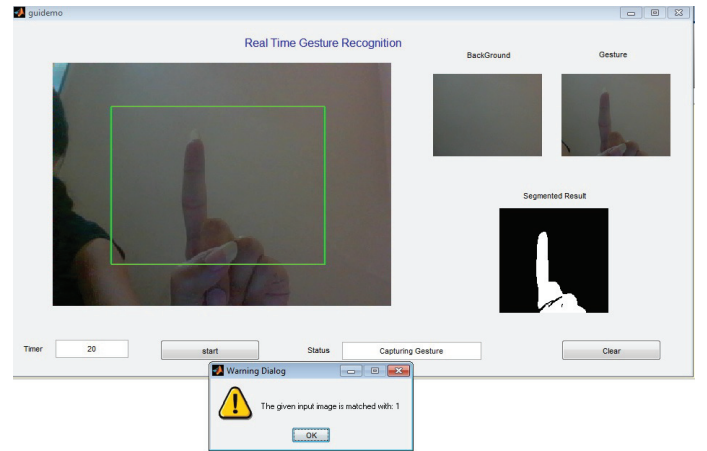 guidemo
Real Time Gesture Recognition
BackGround
Gesture
Segmented Result
Timer
20
start
Status
Capturing Gesture
Clear
Warning Dialog
The given input image is matched with: 1
OK